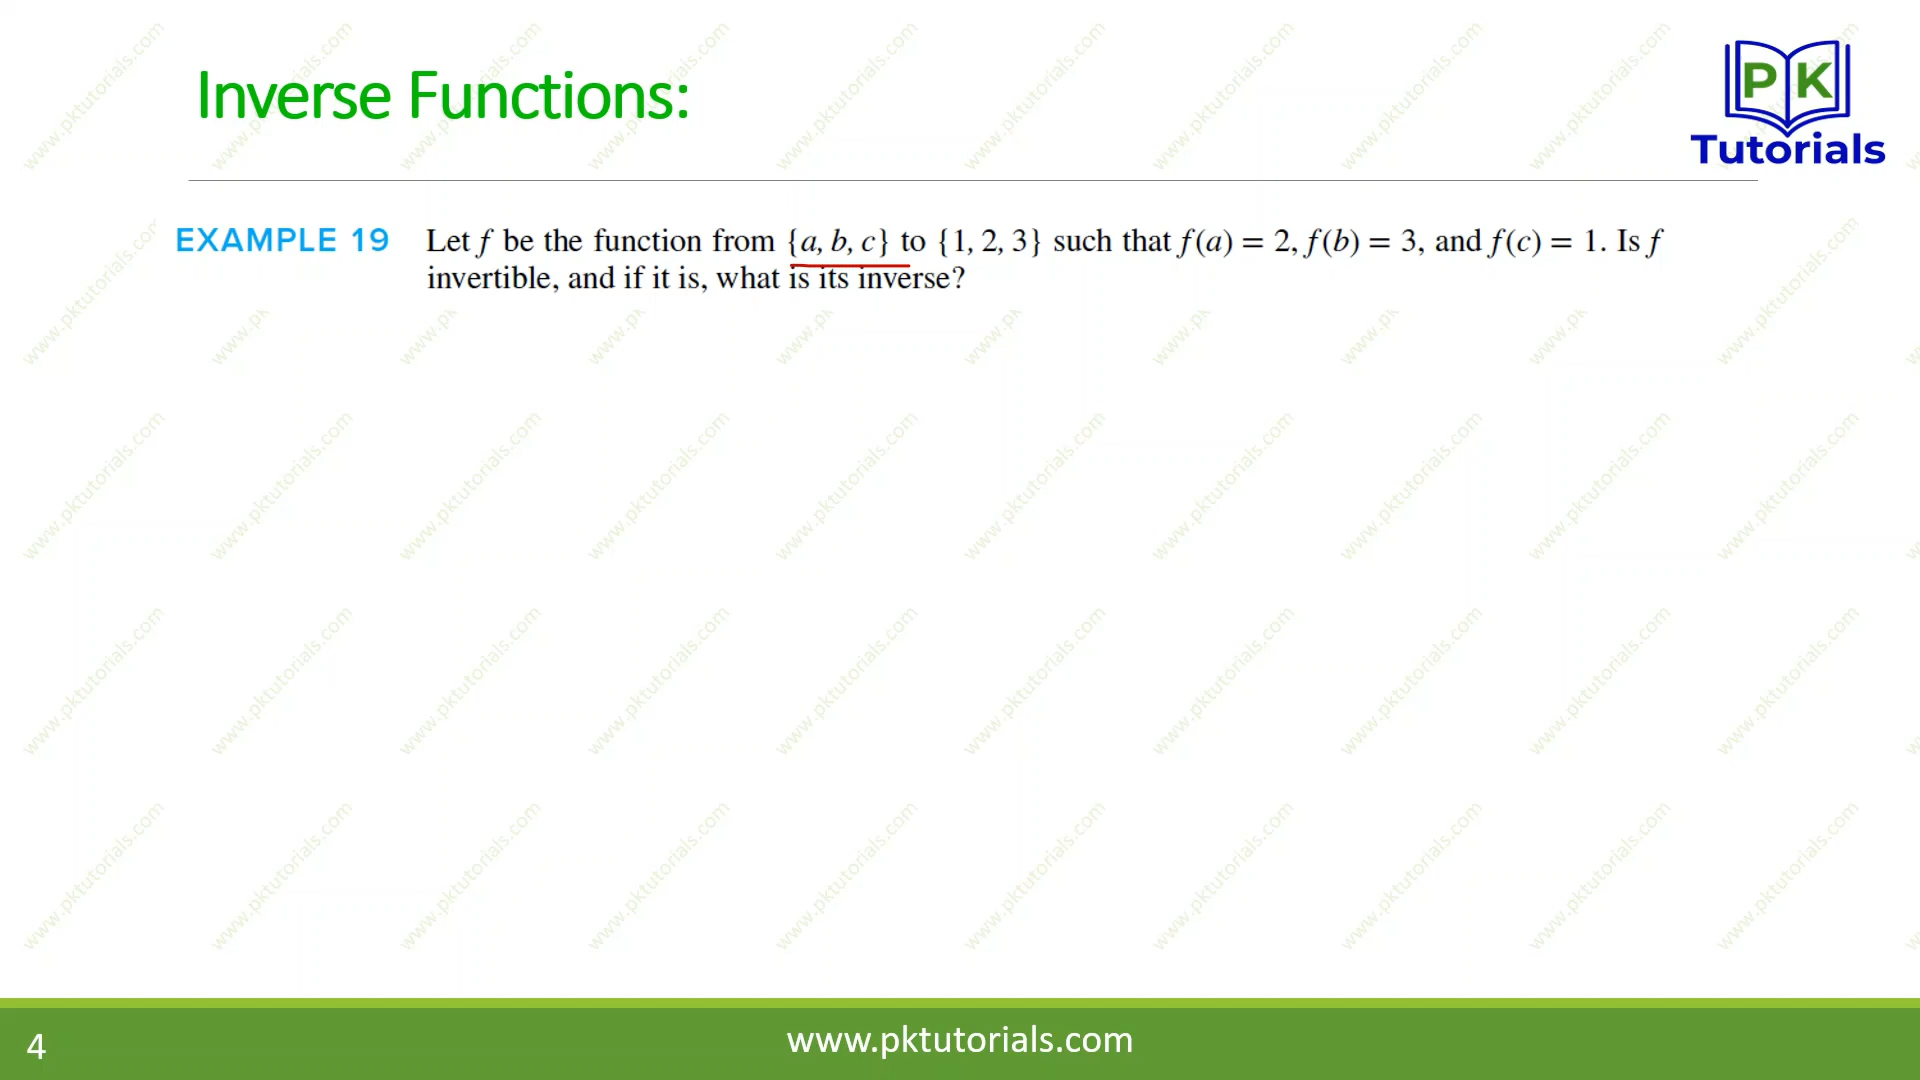 Inverse Functions:
PK
Tutorials
EXAMPLE 19 Let f be the function from {a, b, c} to {1, 2, 3} such that f(a) = 2, f(b) = 3, and f(c) = 1. Is f
invertible, and if it is, what is its inverse?
www.pktutorials.com
4